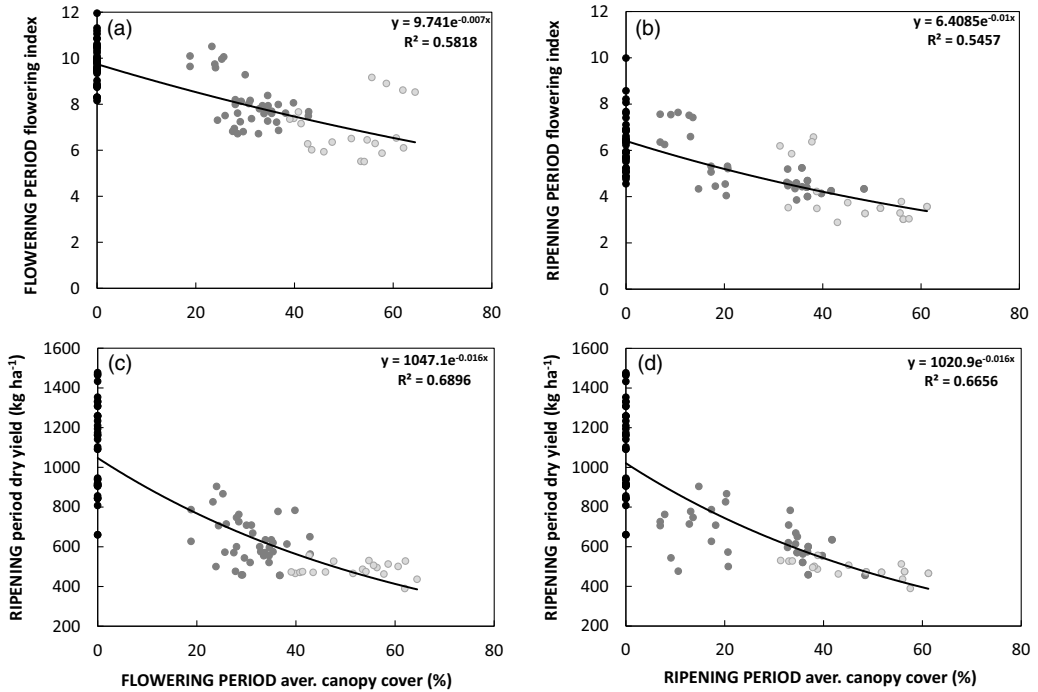 (a)
y = 9.741e^-0.007x
R² = 0.5818
FLOWERING PERIOD flowering index
12
10
8
6
4
2
0
0 20 40 60 80
(b)
y = 6.4085e^-0.01x
R² = 0.5457
RIPENING PERIOD flowering index
12
10
8
6
4
2
0
0 20 40 60 80
(c)
y = 1047.1e^-0.016x
R² = 0.6896
RIPENING period dry yield (kg ha⁻¹)
1600
1400
1200
1000
800
600
400
200
0 20 40 60 80
FLOWERING PERIOD aver. canopy cover (%)
(d)
y = 1020.9e^-0.016x
R² = 0.6656
RIPENING period dry yield (kg ha⁻¹)
1600
1400
1200
1000
800
600
400
200
0 20 40 60 80
RIPENING PERIOD aver. canopy cover (%)